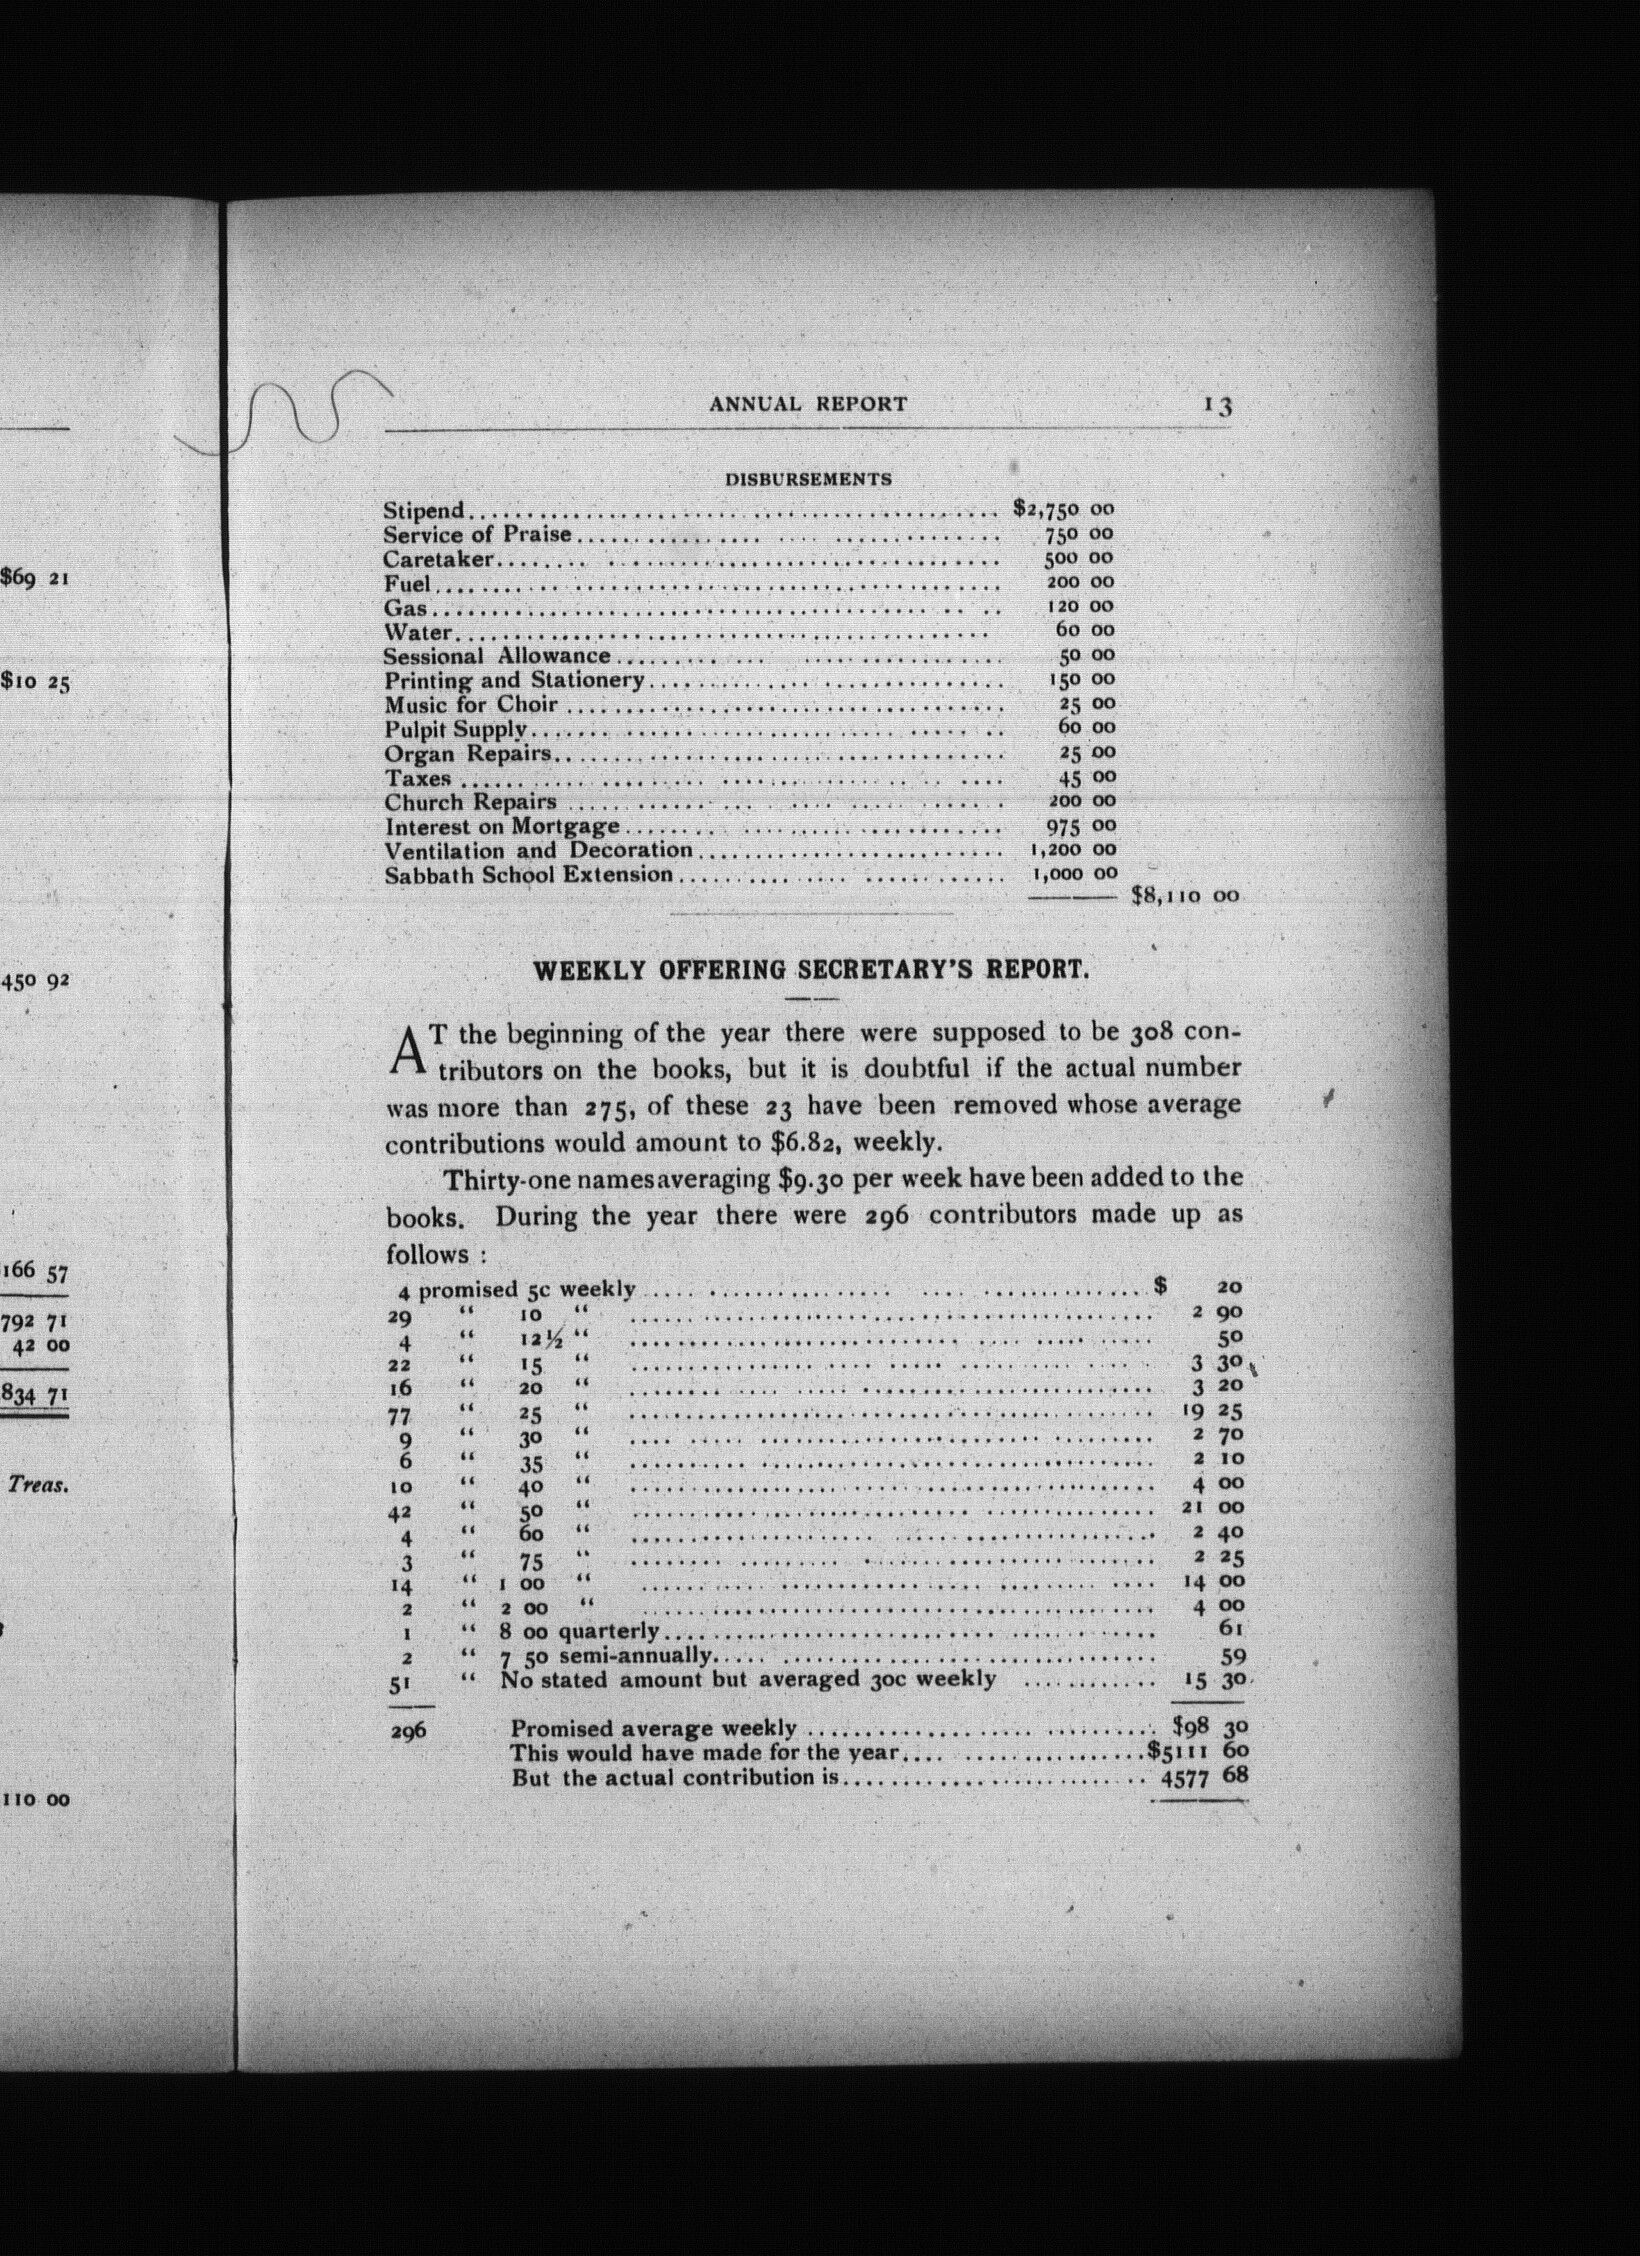 $69 21
$10 25
450 92
166 57
792 71
42 00
834 71
Treas.
110 00
ANNUAL REPORT 13
DISBURSEMENTS
Stipend $2,750 00
Service of Praise 750 00
Caretaker 500 00
Fuel 200 00
Gas 120 00
Water 60 00
Sessional Allowance 50 00
Printing and Stationery 150 00
Music for Choir 25 00
Pulpit Supply 60 00
Organ Repairs 25 00
Taxes 45 00
Church Repairs 200 00
Interest on Mortgage 975 00
Ventilation and Decoration 1,200 00
Sabbath School Extension 1,000 00
$8,110 00
WEEKLY OFFERING SECRETARY'S REPORT.
AT the beginning of the year there were supposed to be 308 con-
tributors on the books, but it is doubtful if the actual number
was more than 275, of these 23 have been removed whose average
contributions would amount to $6.82, weekly.
Thirty-one names averaging $9.30 per week have been added to the
books. During the year there were 296 contributors made up as
follows :
4 promised 5c weekly $ 20
29 " 10 " 2 90
4 " 12½ " 50
22 " 15 " 3 30
16 " 20 " 3 20
77 " 25 " 19 25
9 " 30 " 2 70
6 " 35 " 2 10
10 " 40 " 4 00
42 " 50 " 21 00
4 " 60 " 2 40
3 " 75 " 2 25
14 " 1 00 " 14 00
2 " 2 00 " 4 00
1 " 8 00 quarterly 61
2 " 7 50 semi-annually 59
51 " No stated amount but averaged 30c weekly 15 30
296 Promised average weekly $98 30
This would have made for the year $5111 60
But the actual contribution is 4577 68